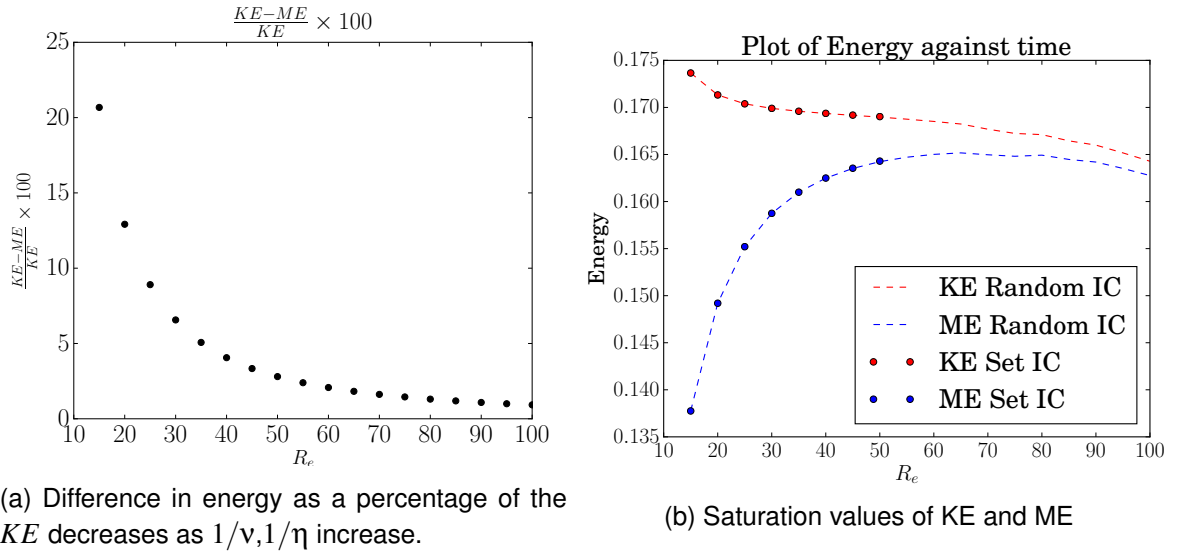 \frac{KE-ME}{KE} × 100
25
20
15
10
5
0
\frac{KE-ME}{KE} × 100
10 20 30 40 50 60 70 80 90 100
R_e
(a) Difference in energy as a percentage of the
KE decreases as 1/ν,1/η increase.
Plot of Energy against time
0.175
0.170
0.165
0.160
0.155
0.150
0.145
0.140
0.135
Energy
KE Random IC
ME Random IC
KE Set IC
ME Set IC
10 20 30 40 50 60 70 80 90 100
R_e
(b) Saturation values of KE and ME